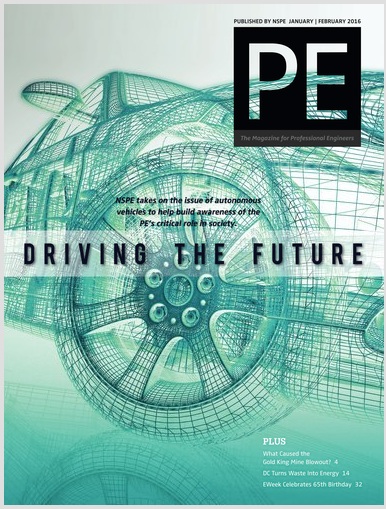 PUBLISHED BY NSPE JANUARY | FEBRUARY 2016
PE
The Magazine for Professional Engineers
NSPE takes on the issue of autonomous
vehicles to help build awareness of the
PE's critical role in society.
DRIVING THE FUTURE
PLUS
What Caused the
Gold King Mine Blowout? 4
DC Turns Waste Into Energy 14
EWeek Celebrates 65th Birthday 32